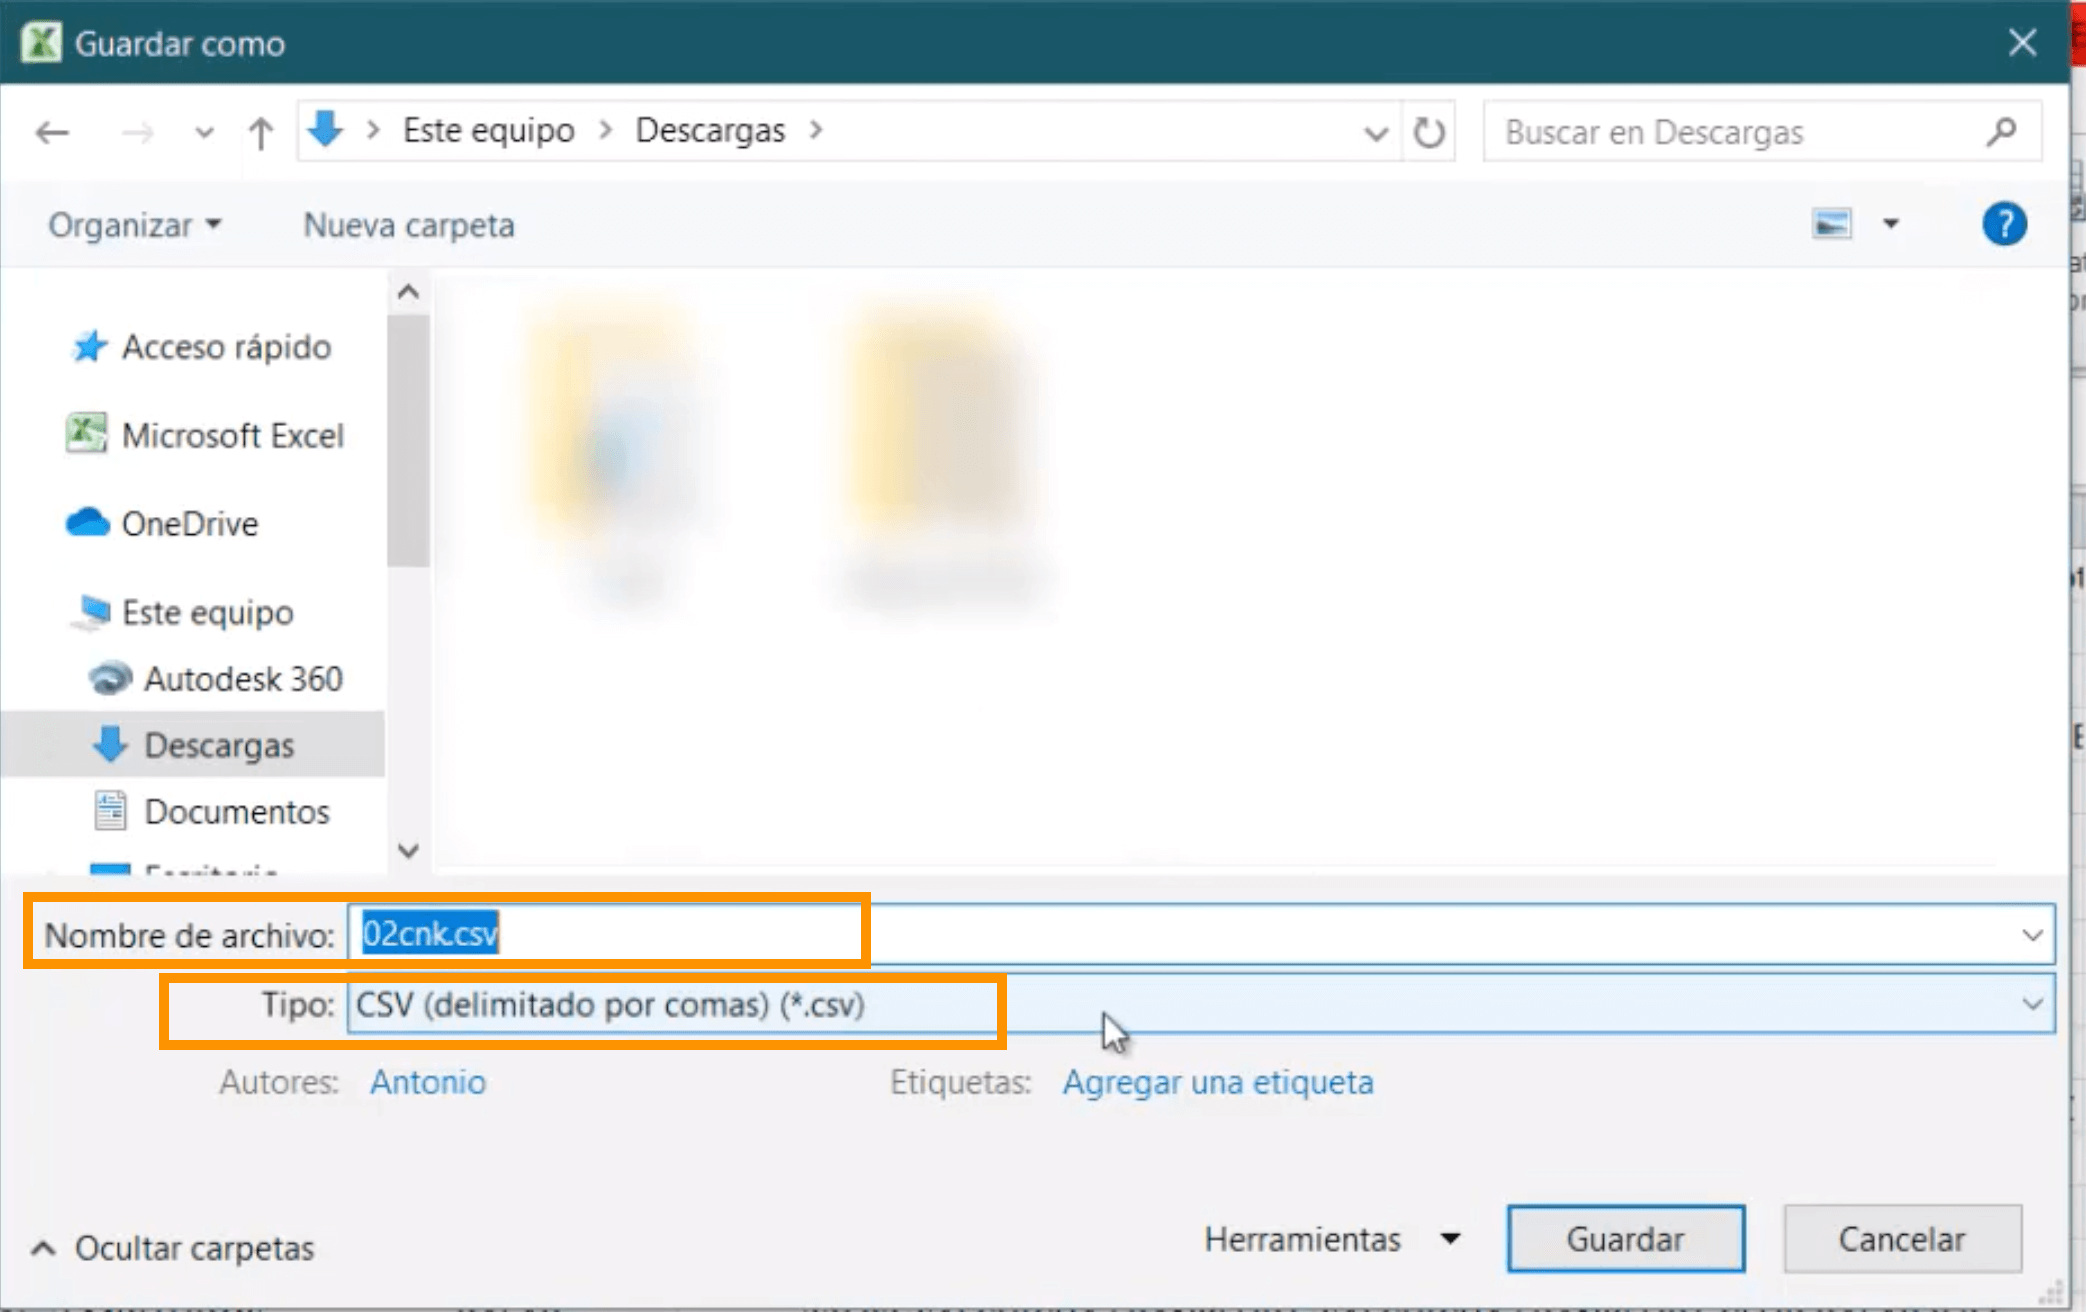 Guardar como
Este equipo > Descargas >
Buscar en Descargas
Organizar
Nueva carpeta
?
Acceso rápido
Microsoft Excel
OneDrive
Este equipo
Autodesk 360
Descargas
Documentos
Nombre de archivo: 02cnk.csv
Tipo: CSV (delimitado por comas) (*.csv)
Autores: Antonio
Etiquetas: Agregar una etiqueta
Ocultar carpetas
Herramientas
Guardar
Cancelar